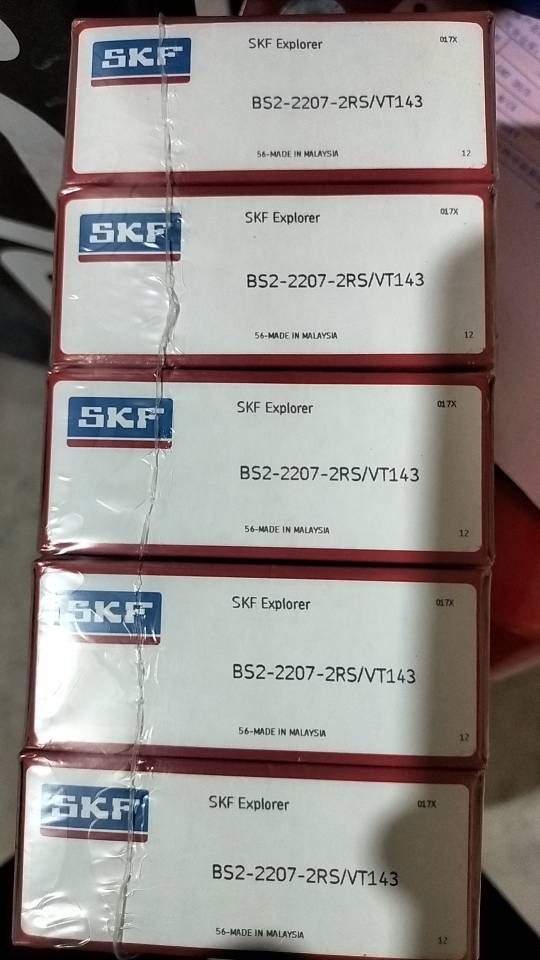 SKF
SKF Explorer
017X
BS2-2207-2RS/VT143
56-MADE IN MALAYSIA
12
SKF
SKF Explorer
017X
BS2-2207-2RS/VT143
56-MADE IN MALAYSIA
12
SKF
SKF Explorer
017X
BS2-2207-2RS/VT143
56-MADE IN MALAYSIA
12
SKF
SKF Explorer
017X
BS2-2207-2RS/VT143
56-MADE IN MALAYSIA
12
SKF
SKF Explorer
017X
BS2-2207-2RS/VT143
56-MADE IN MALAYSIA
12